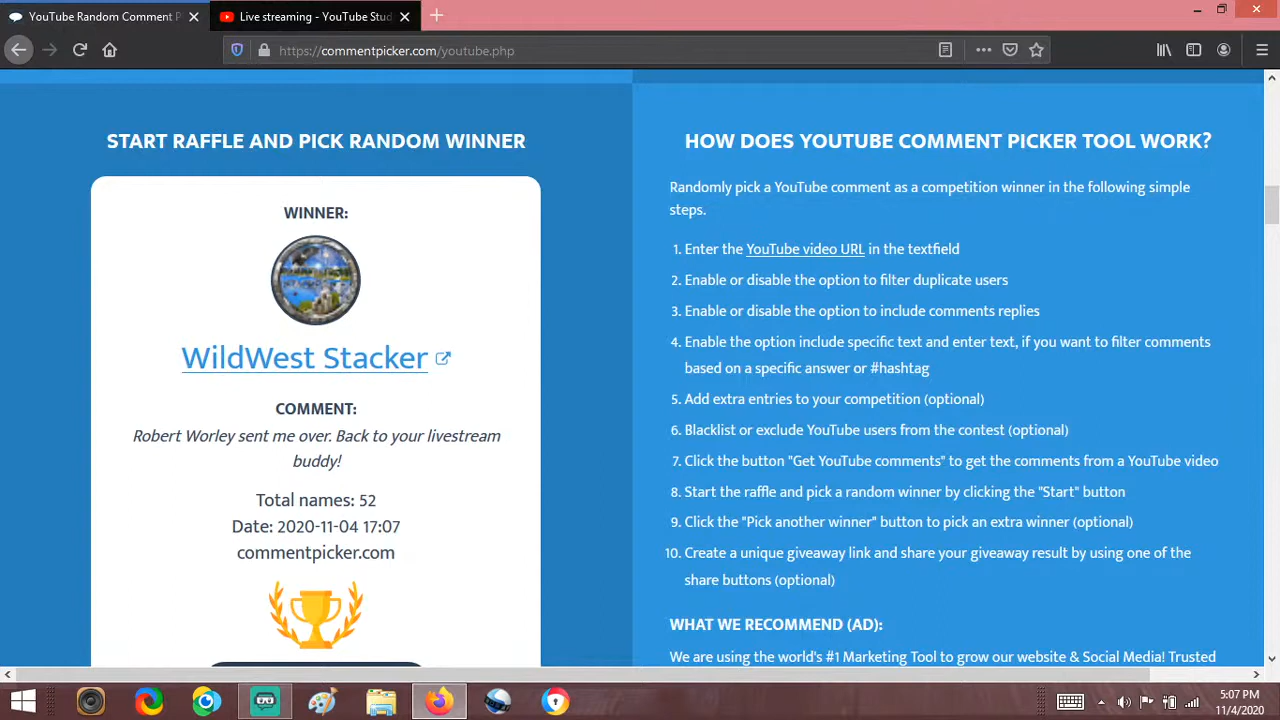 YouTube Random Comment P
Live streaming - YouTube Stud
https://commentpicker.com/youtube.php
START RAFFLE AND PICK RANDOM WINNER
WINNER:
WildWest Stacker
COMMENT:
Robert Worley sent me over. Back to your livestream
buddy!
Total names: 52
Date: 2020-11-04 17:07
commentpicker.com
HOW DOES YOUTUBE COMMENT PICKER TOOL WORK?
Randomly pick a YouTube comment as a competition winner in the following simple
steps.
1. Enter the YouTube video URL in the textfield
2. Enable or disable the option to filter duplicate users
3. Enable or disable the option to include comments replies
4. Enable the option include specific text and enter text, if you want to filter comments
based on a specific answer or #hashtag
5. Add extra entries to your competition (optional)
6. Blacklist or exclude YouTube users from the contest (optional)
7. Click the button "Get YouTube comments" to get the comments from a YouTube video
8. Start the raffle and pick a random winner by clicking the "Start" button
9. Click the "Pick another winner" button to pick an extra winner (optional)
10. Create a unique giveaway link and share your giveaway result by using one of the
share buttons (optional)
WHAT WE RECOMMEND (AD):
We are using the world's #1 Marketing Tool to grow our website & Social Media! Trusted
5:07 PM
11/4/2020